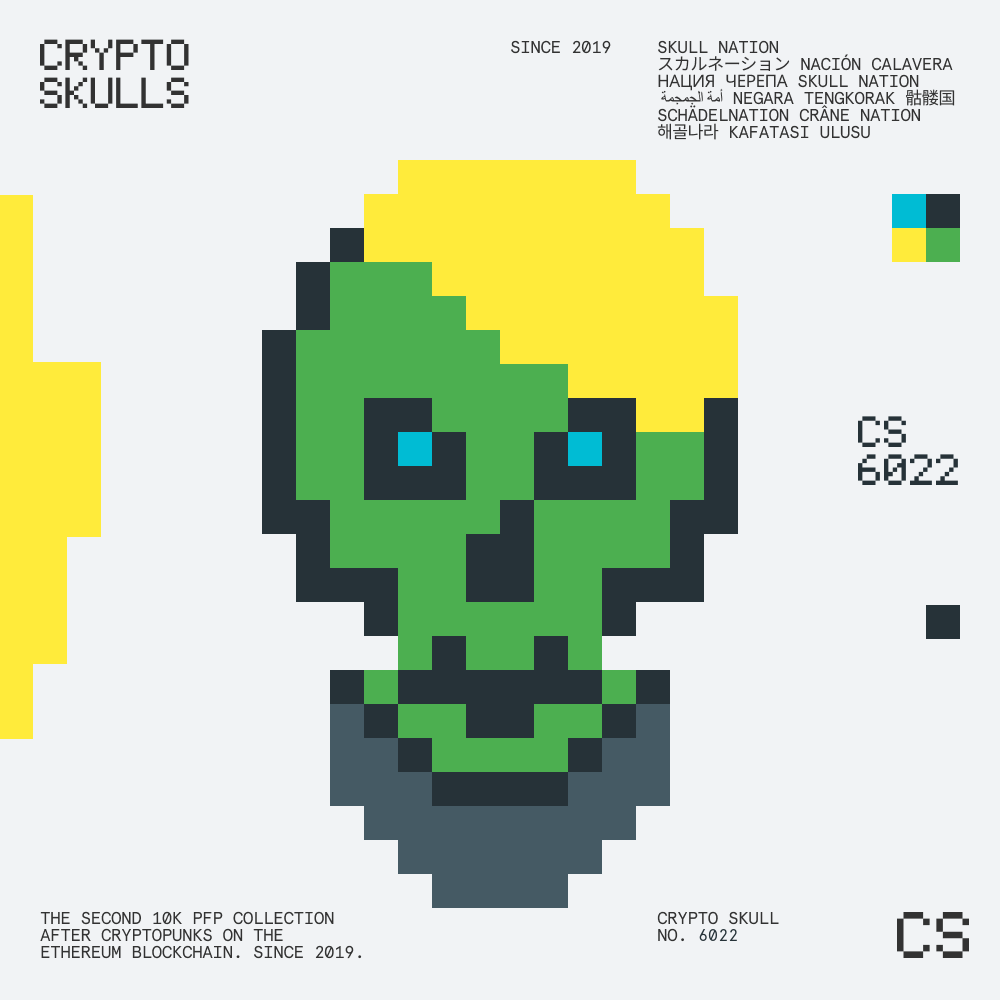 CRYPTO
SKULLS
SINCE 2019
SKULL NATION
スカルネーション NACIÓN CALAVERA
НАЦИЯ ЧЕРЕПА SKULL NATION
أمة الجمجمة NEGARA TENGKORAK 骷髅国
SCHÄDELNATION CRÂNE NATION
해골나라 KAFATASI ULUSU
CS
6022
THE SECOND 10K PFP COLLECTION
AFTER CRYPTOPUNKS ON THE
ETHEREUM BLOCKCHAIN. SINCE 2019.
CRYPTO SKULL
NO. 6022
CS